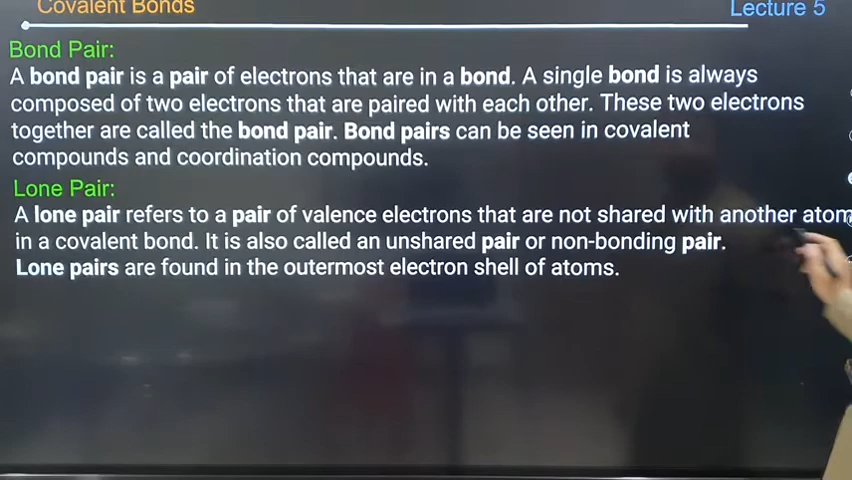 Covalent Bonds
Lecture 5
Bond Pair:
A bond pair is a pair of electrons that are in a bond. A single bond is always
composed of two electrons that are paired with each other. These two electrons
together are called the bond pair. Bond pairs can be seen in covalent
compounds and coordination compounds.
Lone Pair:
A lone pair refers to a pair of valence electrons that are not shared with another atom
in a covalent bond. It is also called an unshared pair or non-bonding pair.
Lone pairs are found in the outermost electron shell of atoms.